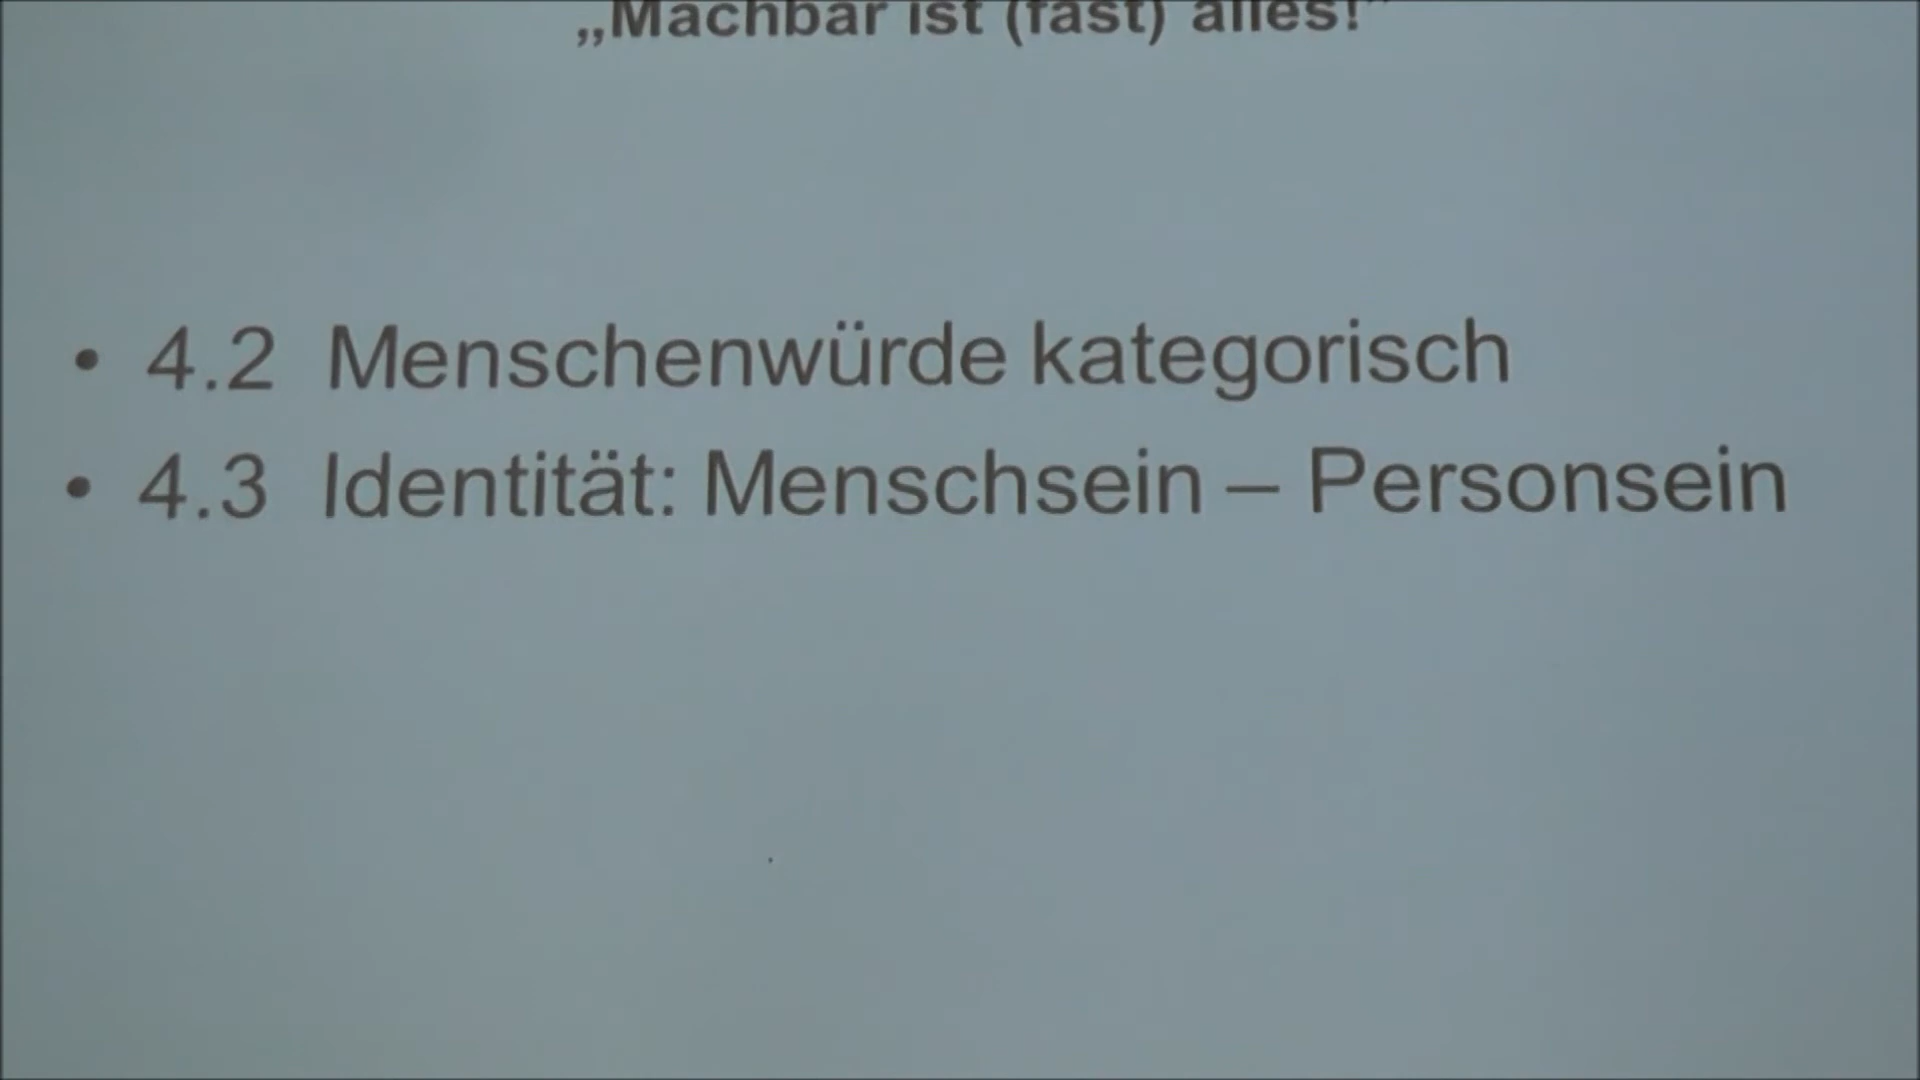 „Machbar ist (fast) alles!“
• 4.2 Menschenwürde kategorisch
• 4.3 Identität: Menschsein – Personsein